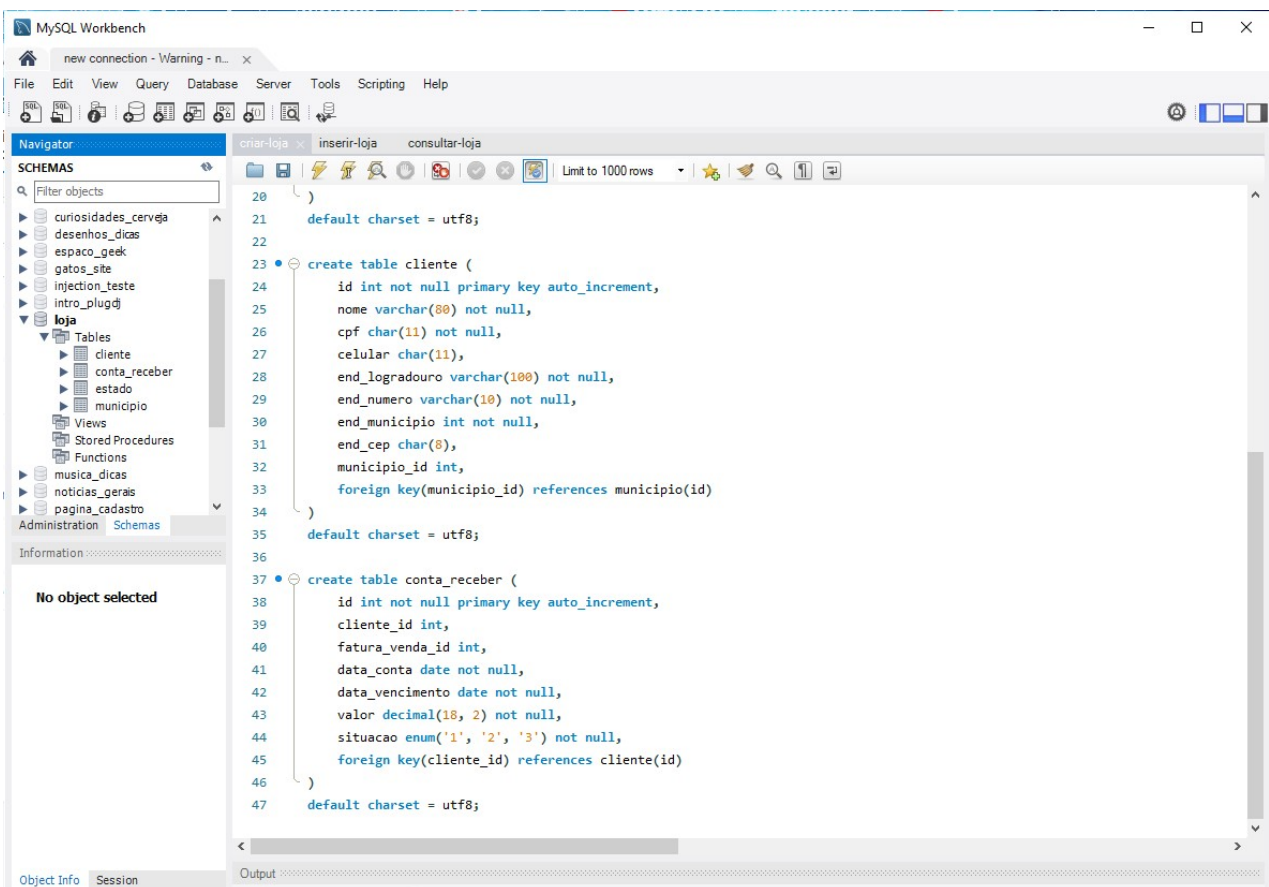 MySQL Workbench
new connection - Warning - n...
File Edit View Query Database Server Tools Scripting Help
Navigator
SCHEMAS
Filter objects
curiosidades_cerveja
desenhos_dicas
espaco_geek
gatos_site
injection_teste
intro_plugdj
loja
Tables
cliente
conta_receber
estado
municipio
Views
Stored Procedures
Functions
musica_dicas
noticias_gerais
pagina_cadastro
Administration Schemas
Information
No object selected
Object Info Session
criar-loja inserir-loja consultar-loja
Limit to 1000 rows
20 )
21 default charset = utf8;
22
23 create table cliente (
24 id int not null primary key auto_increment,
25 nome varchar(80) not null,
26 cpf char(11) not null,
27 celular char(11),
28 end_logradouro varchar(100) not null,
29 end_numero varchar(10) not null,
30 end_municipio int not null,
31 end_cep char(8),
32 municipio_id int,
33 foreign key(municipio_id) references municipio(id)
34 )
35 default charset = utf8;
36
37 create table conta_receber (
38 id int not null primary key auto_increment,
39 cliente_id int,
40 fatura_venda_id int,
41 data_conta date not null,
42 data_vencimento date not null,
43 valor decimal(18, 2) not null,
44 situacao enum('1', '2', '3') not null,
45 foreign key(cliente_id) references cliente(id)
46 )
47 default charset = utf8;
Output